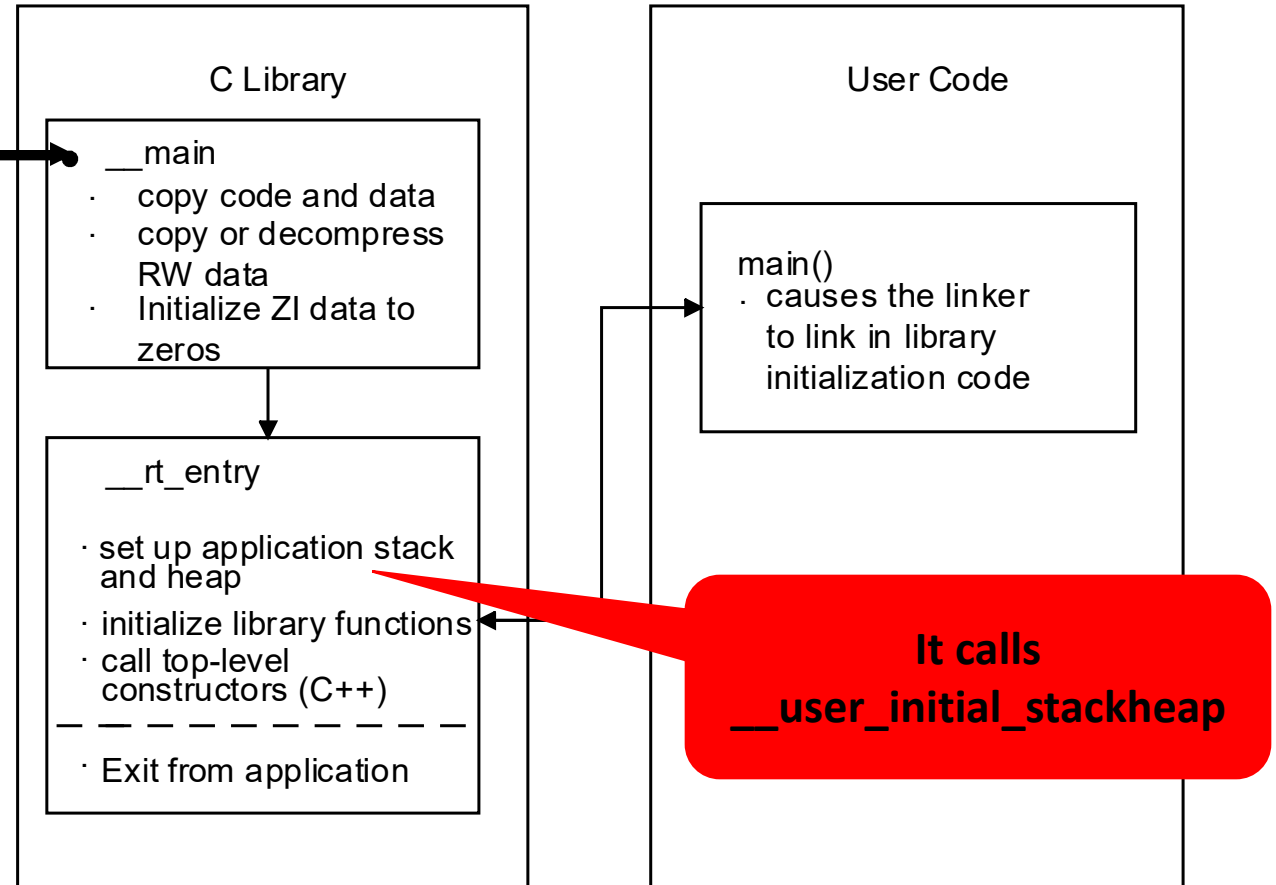 C Library
__main
· copy code and data
· copy or decompress
RW data
· Initialize ZI data to
zeros
__rt_entry
· set up application stack
and heap
· initialize library functions
· call top-level
constructors (C++)
· Exit from application
User Code
main()
· causes the linker
to link in library
initialization code
It calls
__user_initial_stackheap